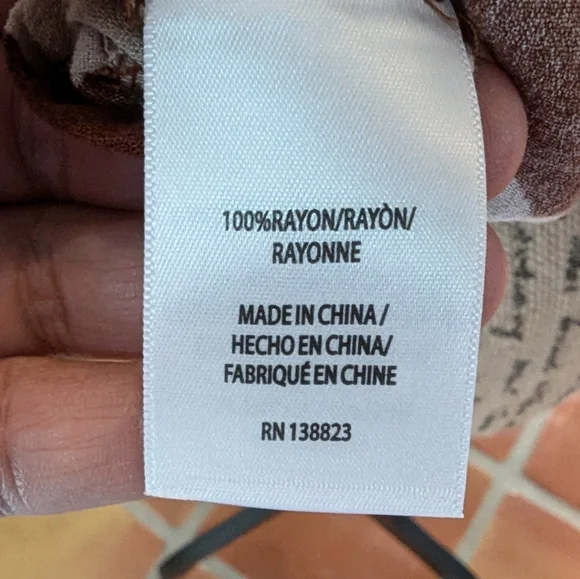 100%RAYON/RAYÒN/
RAYONNE
MADE IN CHINA /
HECHO EN CHINA/
FABRIQUÉ EN CHINE
RN 138823